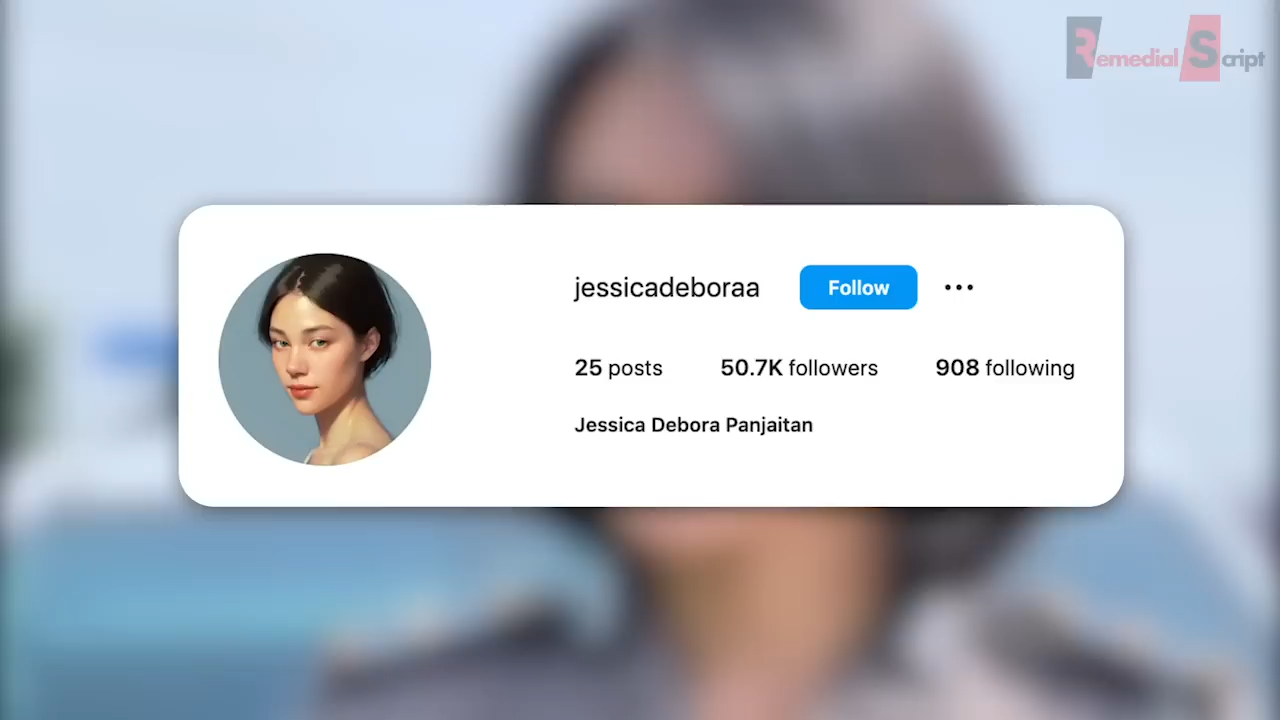 Remedial Script
jessicadeboraa Follow
25 posts 50.7K followers 908 following
Jessica Debora Panjaitan